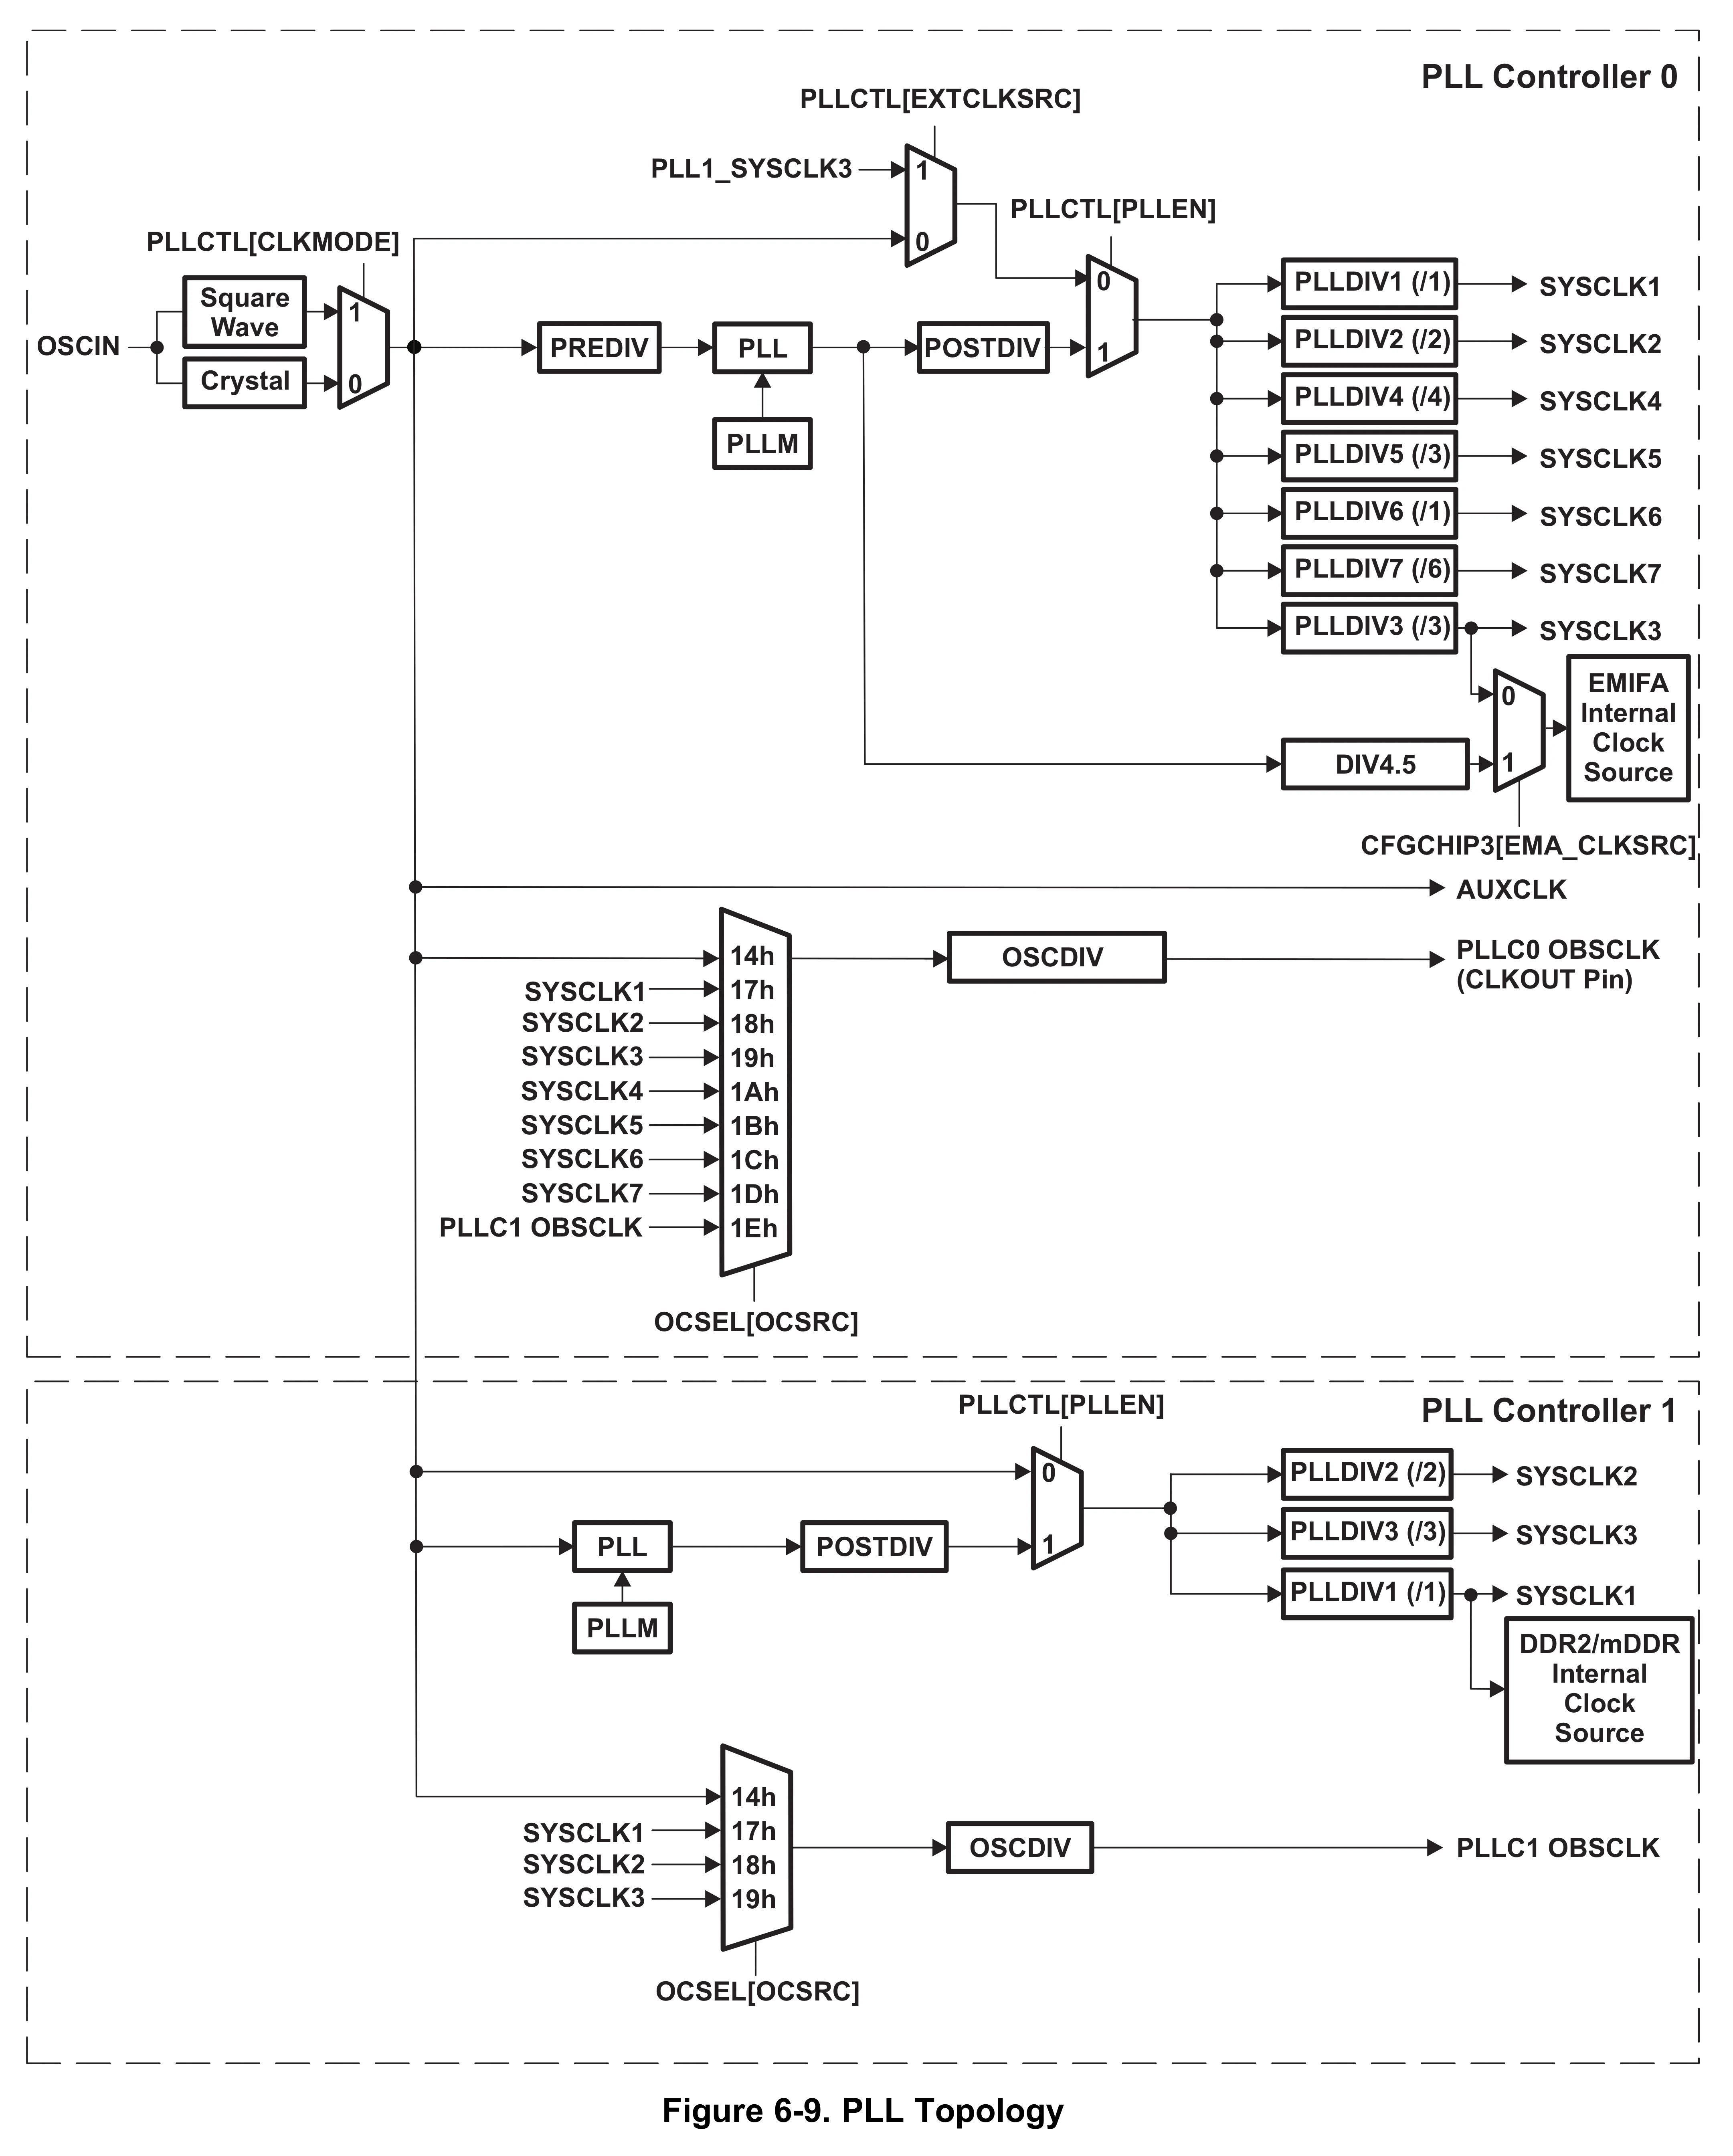 PLL Controller 0
PLLCTL[EXTCLKSRC]
PLL1_SYSCLK3
1
0
PLLCTL[PLLEN]
0
1
PLLCTL[CLKMODE]
OSCIN
Square
Wave
Crystal
1
0
PREDIV
PLL
PLLM
POSTDIV
PLLDIV1 (/1)
SYSCLK1
PLLDIV2 (/2)
SYSCLK2
PLLDIV4 (/4)
SYSCLK4
PLLDIV5 (/3)
SYSCLK5
PLLDIV6 (/1)
SYSCLK6
PLLDIV7 (/6)
SYSCLK7
PLLDIV3 (/3)
SYSCLK3
DIV4.5
0
1
EMIFA
Internal
Clock
Source
CFGCHIP3[EMA_CLKSRC]
AUXCLK
14h
SYSCLK1 17h
SYSCLK2 18h
SYSCLK3 19h
SYSCLK4 1Ah
SYSCLK5 1Bh
SYSCLK6 1Ch
SYSCLK7 1Dh
PLLC1 OBSCLK 1Eh
OCSEL[OCSRC]
OSCDIV
PLLC0 OBSCLK
(CLKOUT Pin)
PLL Controller 1
PLLCTL[PLLEN]
0
1
PLL
PLLM
POSTDIV
PLLDIV2 (/2)
SYSCLK2
PLLDIV3 (/3)
SYSCLK3
PLLDIV1 (/1)
SYSCLK1
DDR2/mDDR
Internal
Clock
Source
14h
SYSCLK1 17h
SYSCLK2 18h
SYSCLK3 19h
OCSEL[OCSRC]
OSCDIV
PLLC1 OBSCLK
Figure 6-9. PLL Topology